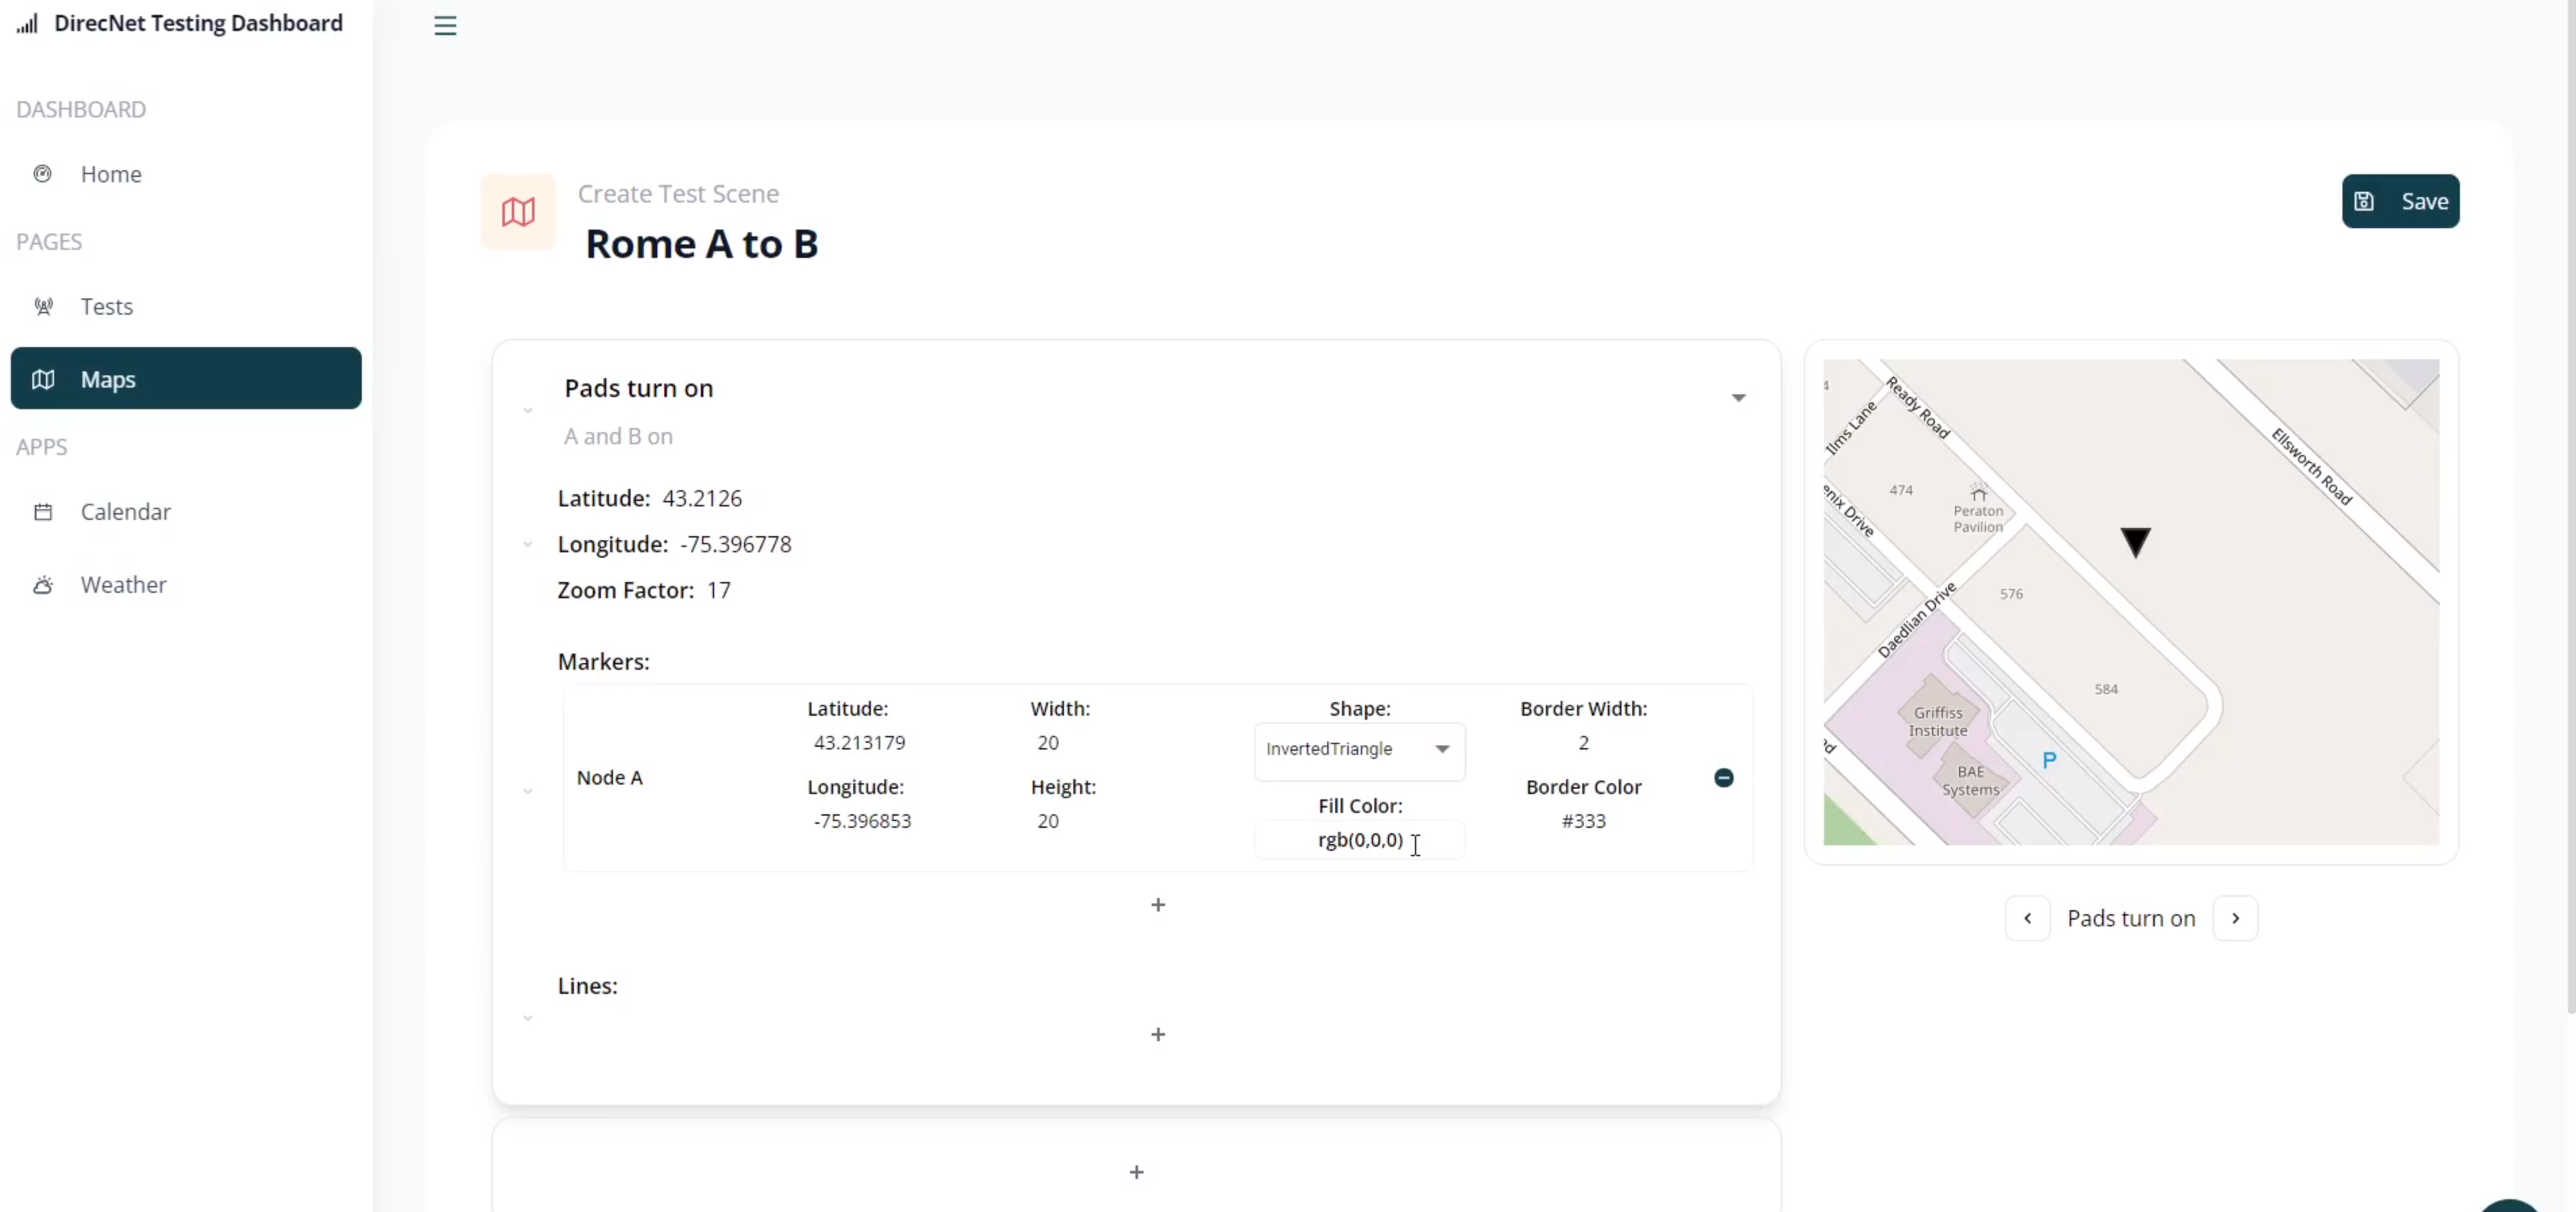 DirecNet Testing Dashboard
DASHBOARD
Home
PAGES
Tests
Maps
APPS
Calendar
Weather
Create Test Scene
Rome A to B
Save
Pads turn on
A and B on
Latitude: 43.2126
Longitude: -75.396778
Zoom Factor: 17
Markers:
Node A
Latitude:
43.213179
Longitude:
-75.396853
Width:
20
Height:
20
Shape:
InvertedTriangle
Fill Color:
rgb(0,0,0)
Border Width:
2
Border Color
#333
+
Lines:
+
+
4
Ready Road
Ellsworth Road
llms Lane
474
Peraton
Pavilion
enix Drive
576
Daedlian Drive
584
Griffiss
Institute
P
BAE
Systems
Pads turn on